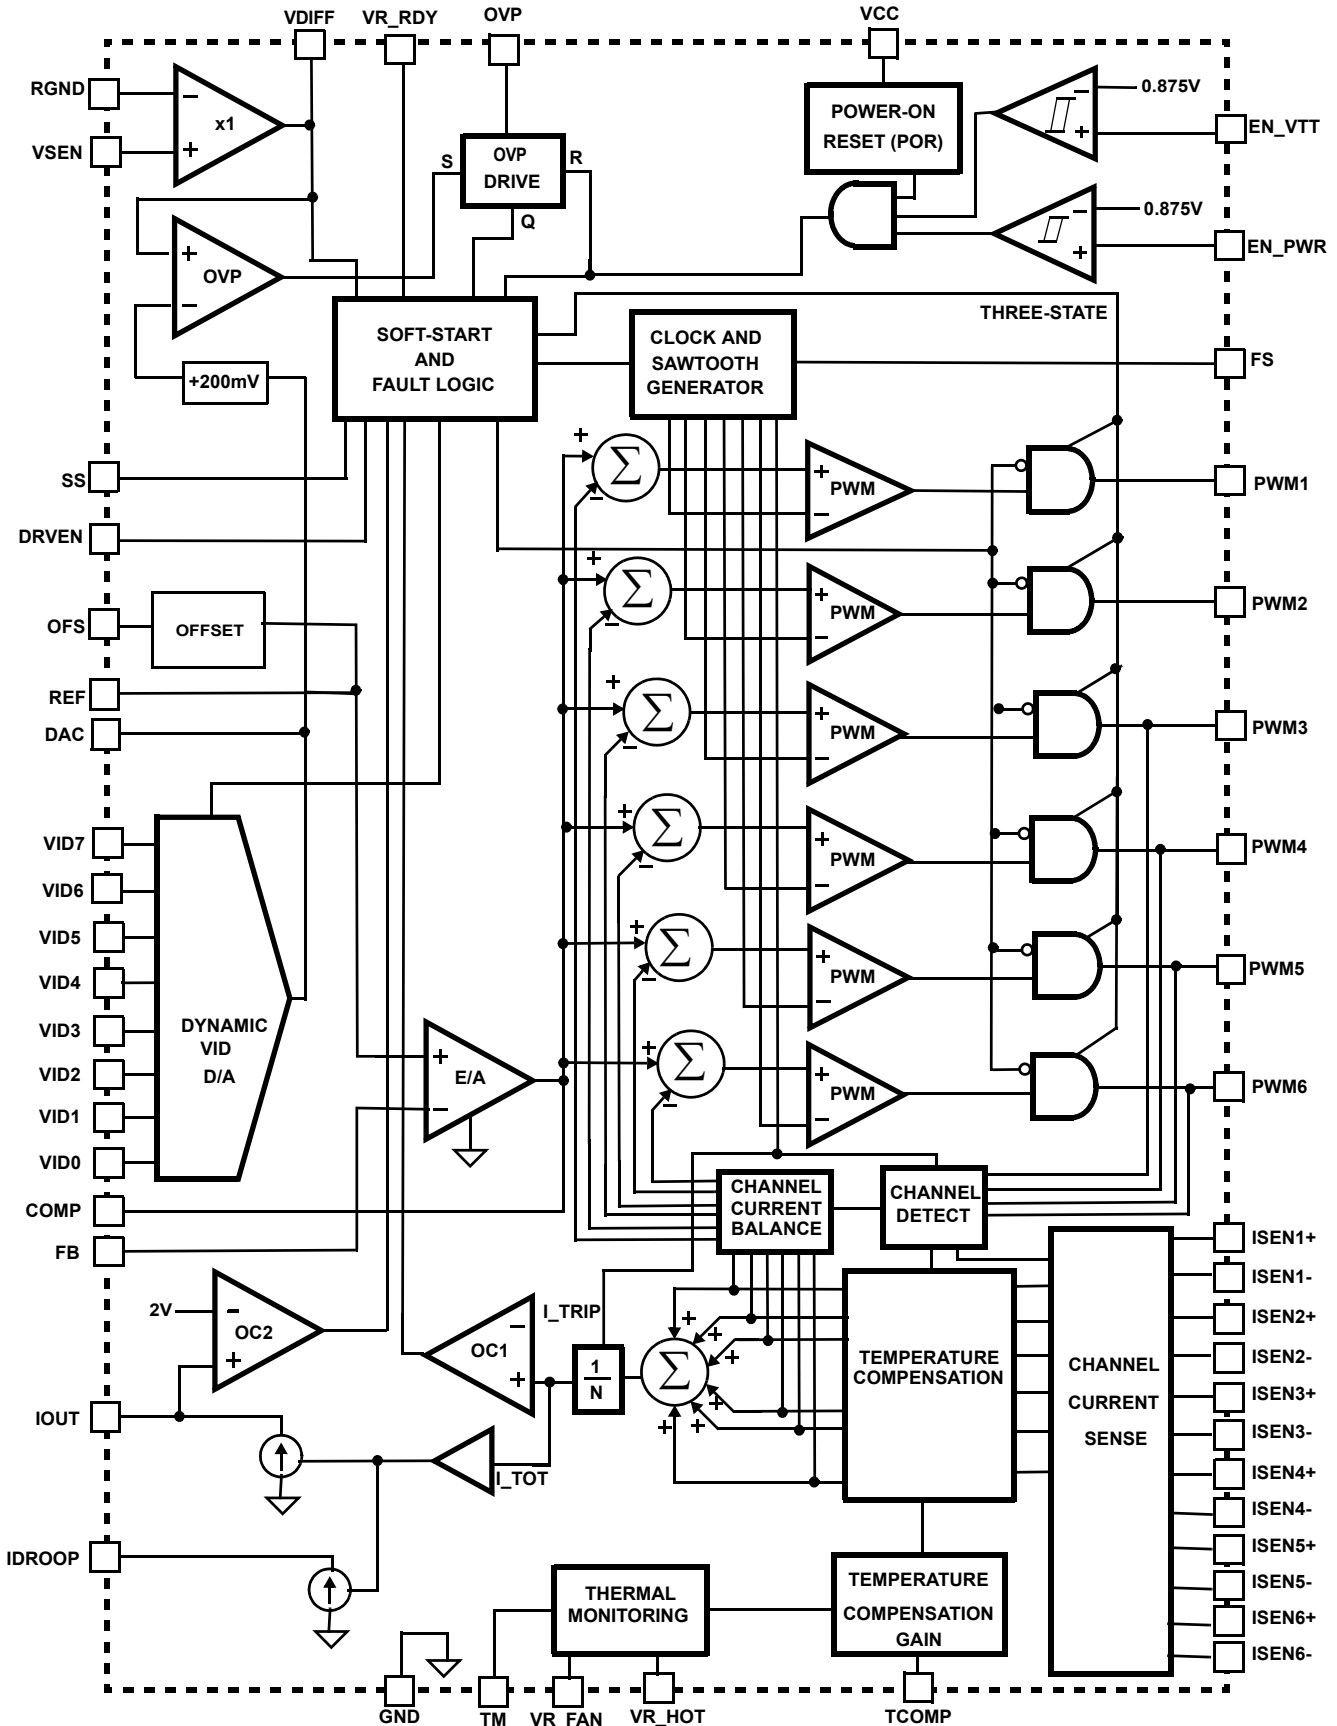 VDIFF
VR_RDY
OVP
VCC
RGND
−
x1
+
VSEN
S
OVP
DRIVE
R
Q
POWER-ON
RESET (POR)
−
+
0.875V
EN_VTT
−
+
0.875V
EN_PWR
+
OVP
−
+200mV
SOFT-START
AND
FAULT LOGIC
CLOCK AND
SAWTOOTH
GENERATOR
THREE-STATE
FS
SS
DRVEN
+
Σ
−
+
PWM
−
PWM1
+
Σ
−
+
PWM
−
PWM2
OFS
OFFSET
REF
DAC
+
Σ
−
+
PWM
−
PWM3
+
Σ
−
+
PWM
−
PWM4
VID7
VID6
VID5
VID4
VID3
VID2
VID1
VID0
DYNAMIC
VID
D/A
+
Σ
−
+
PWM
−
PWM5
+
E/A
−
+
Σ
−
+
PWM
−
PWM6
COMP
FB
CHANNEL
CURRENT
BALANCE
CHANNEL
DETECT
2V
−
OC2
+
I_TRIP
−
OC1
+
1
N
Σ
+
+
+
+
+
+
TEMPERATURE
COMPENSATION
CHANNEL
CURRENT
SENSE
ISEN1+
ISEN1-
ISEN2+
ISEN2-
ISEN3+
ISEN3-
ISEN4+
ISEN4-
ISEN5+
ISEN5-
ISEN6+
ISEN6-
IOUT
I_TOT
IDROOP
THERMAL
MONITORING
TEMPERATURE
COMPENSATION
GAIN
GND
TM
VR_FAN
VR_HOT
TCOMP